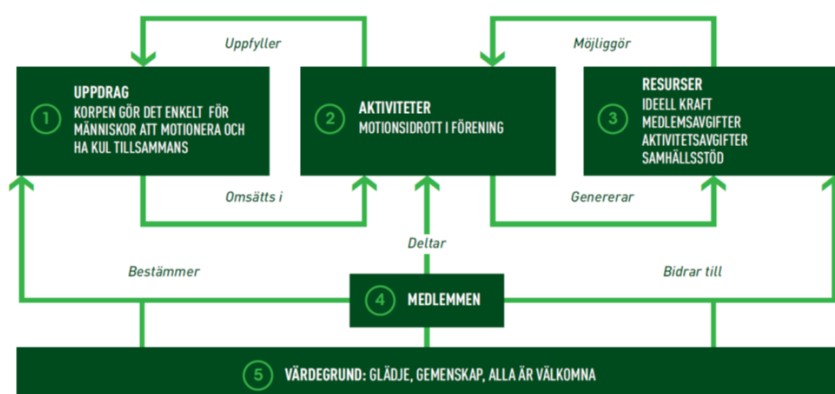 Uppfyller
Möjliggör
1
UPPDRAG
KORPEN GÖR DET ENKELT FÖR
MÄNNISKOR ATT MOTIONERA OCH
HA KUL TILLSAMMANS
2
AKTIVITETER
MOTIONSIDROTT I FÖRENING
3
RESURSER
IDEELL KRAFT
MEDLEMSAVGIFTER
AKTIVITETSAVGIFTER
SAMHÄLLSSTÖD
Omsätts i
Genererar
Deltar
Bestämmer
Bidrar till
4 MEDLEMMEN
5 VÄRDEGRUND: GLÄDJE, GEMENSKAP, ALLA ÄR VÄLKOMNA